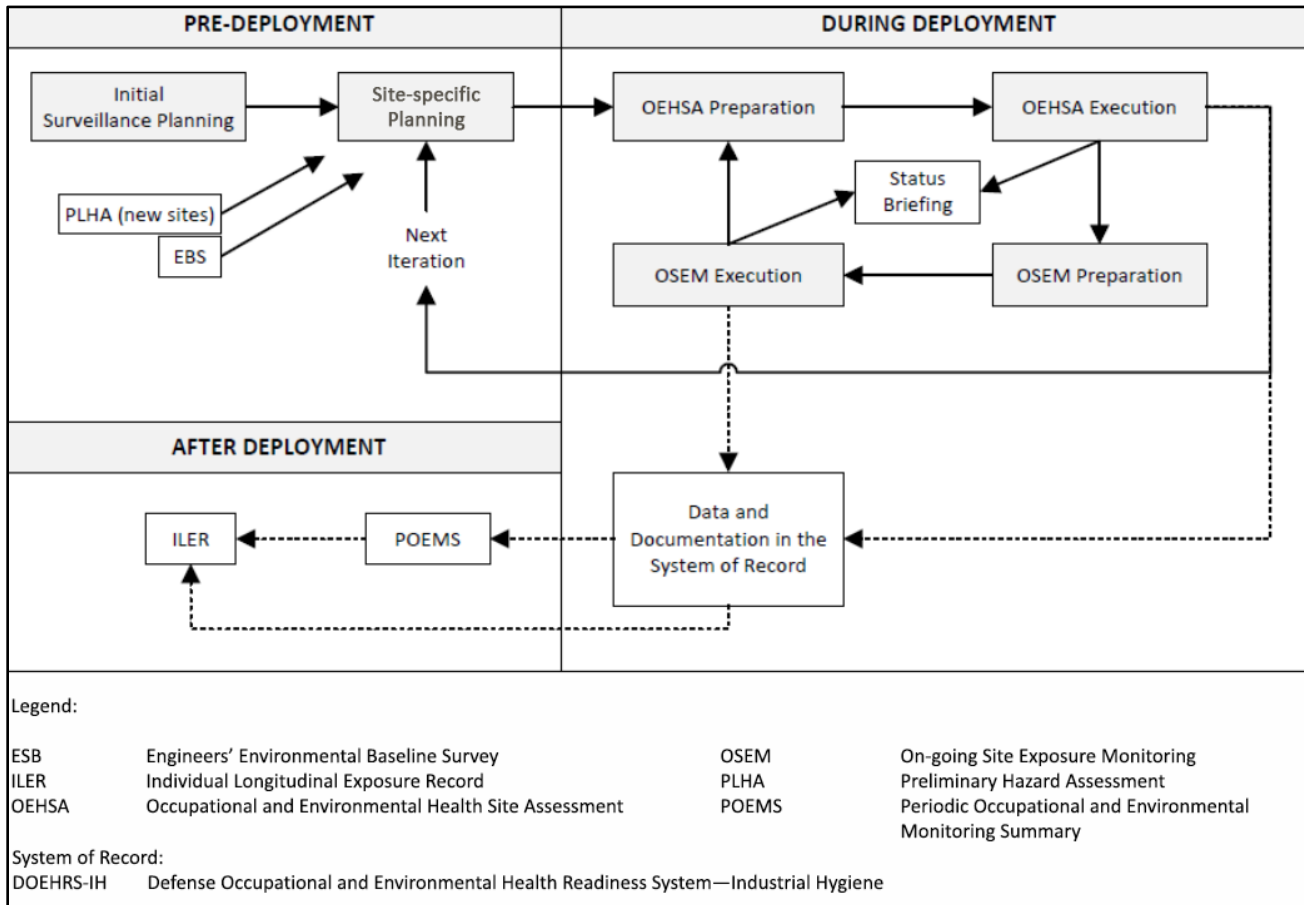 PRE-DEPLOYMENT
DURING DEPLOYMENT
Initial
Surveillance Planning
Site-specific
Planning
OEHSA Preparation
OEHSA Execution
PLHA (new sites)
EBS
Next
Iteration
Status
Briefing
OSEM Execution
OSEM Preparation
AFTER DEPLOYMENT
ILER
POEMS
Data and
Documentation in the
System of Record
Legend:
ESB Engineers' Environmental Baseline Survey
ILER Individual Longitudinal Exposure Record
OEHSA Occupational and Environmental Health Site Assessment
OSEM On-going Site Exposure Monitoring
PLHA Preliminary Hazard Assessment
POEMS Periodic Occupational and Environmental
Monitoring Summary
System of Record:
DOEHRS-IH Defense Occupational and Environmental Health Readiness System—Industrial Hygiene